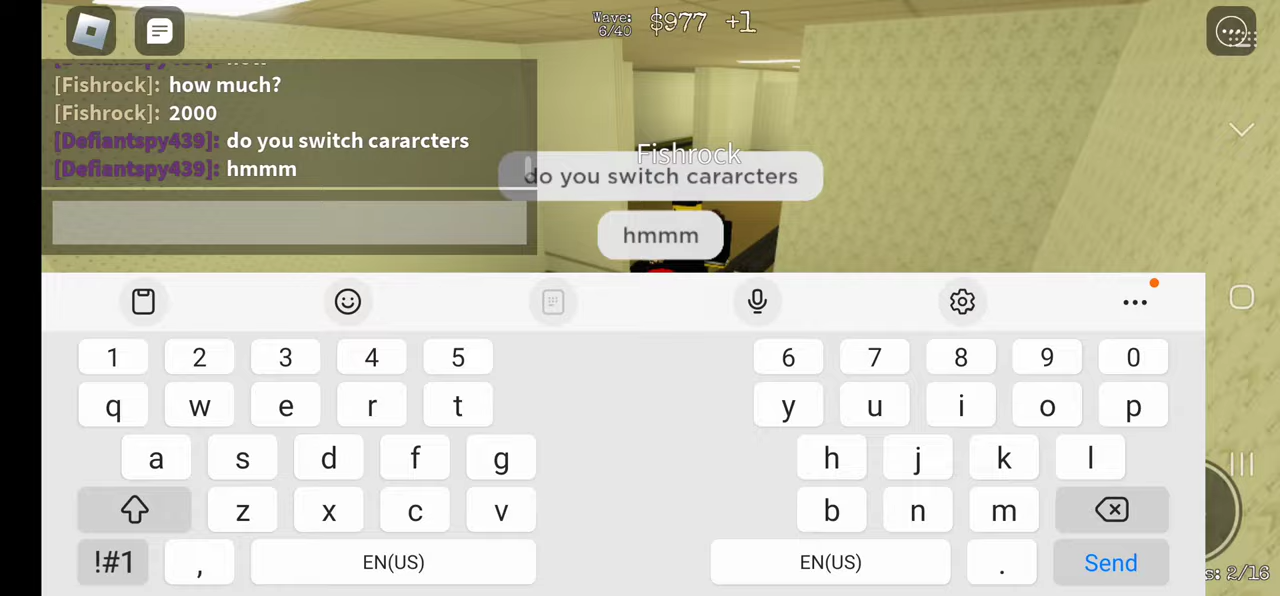 Wave:
6/40
$977 +1
[Fishrock]: how much?
[Fishrock]: 2000
[Defiantspy439]: do you switch cararcters
[Defiantspy439]: hmmm
Fishrock
do you switch cararcters
hmmm
1 2 3 4 5 6 7 8 9 0
q w e r t y u i o p
a s d f g h j k l
z x c v b n m
!#1 , EN(US) EN(US) . Send
s: 2/16